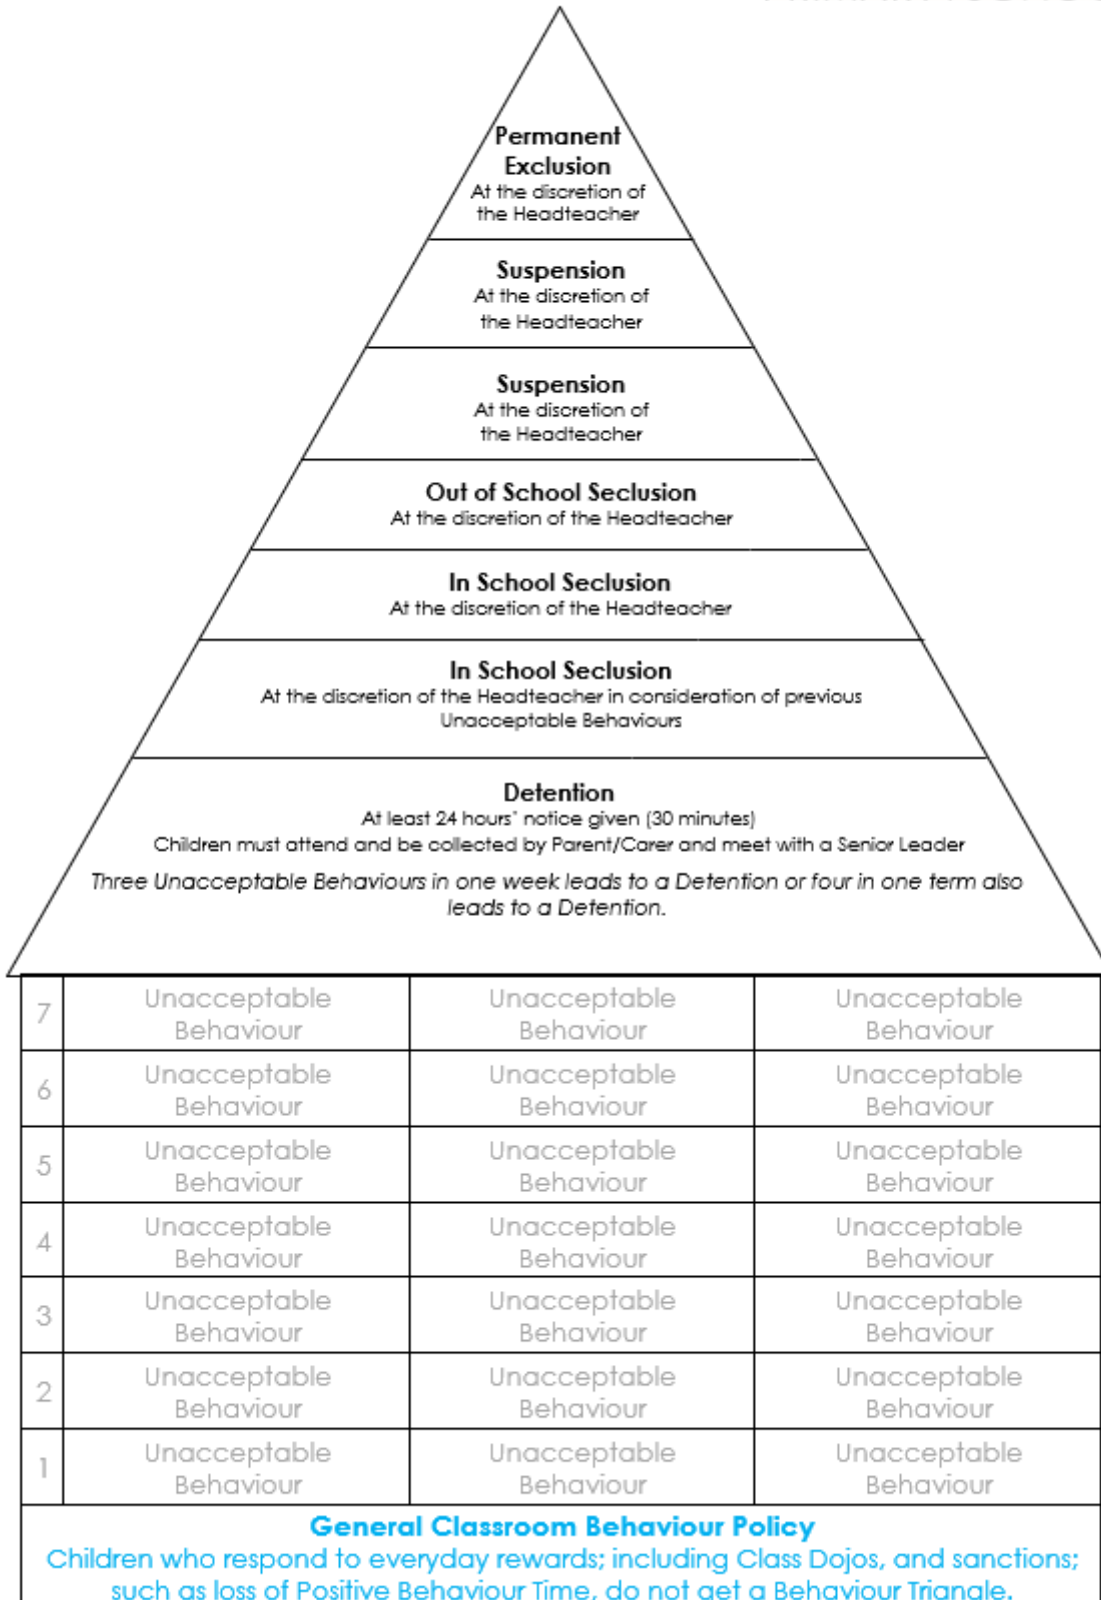 Permanent
Exclusion
At the discretion of
the Headteacher
Suspension
At the discretion of
the Headteacher
Suspension
At the discretion of
the Headteacher
Out of School Seclusion
At the discretion of the Headteacher
In School Seclusion
At the discretion of the Headteacher
In School Seclusion
At the discretion of the Headteacher in consideration of previous
Unacceptable Behaviours
Detention
At least 24 hours' notice given (30 minutes)
Children must attend and be collected by Parent/Carer and meet with a Senior Leader
Three Unacceptable Behaviours in one week leads to a Detention or four in one term also
leads to a Detention.
7 Unacceptable Behaviour Unacceptable Behaviour Unacceptable Behaviour
6 Unacceptable Behaviour Unacceptable Behaviour Unacceptable Behaviour
5 Unacceptable Behaviour Unacceptable Behaviour Unacceptable Behaviour
4 Unacceptable Behaviour Unacceptable Behaviour Unacceptable Behaviour
3 Unacceptable Behaviour Unacceptable Behaviour Unacceptable Behaviour
2 Unacceptable Behaviour Unacceptable Behaviour Unacceptable Behaviour
1 Unacceptable Behaviour Unacceptable Behaviour Unacceptable Behaviour
General Classroom Behaviour Policy
Children who respond to everyday rewards; including Class Dojos, and sanctions;
such as loss of Positive Behaviour Time, do not get a Behaviour Triangle.